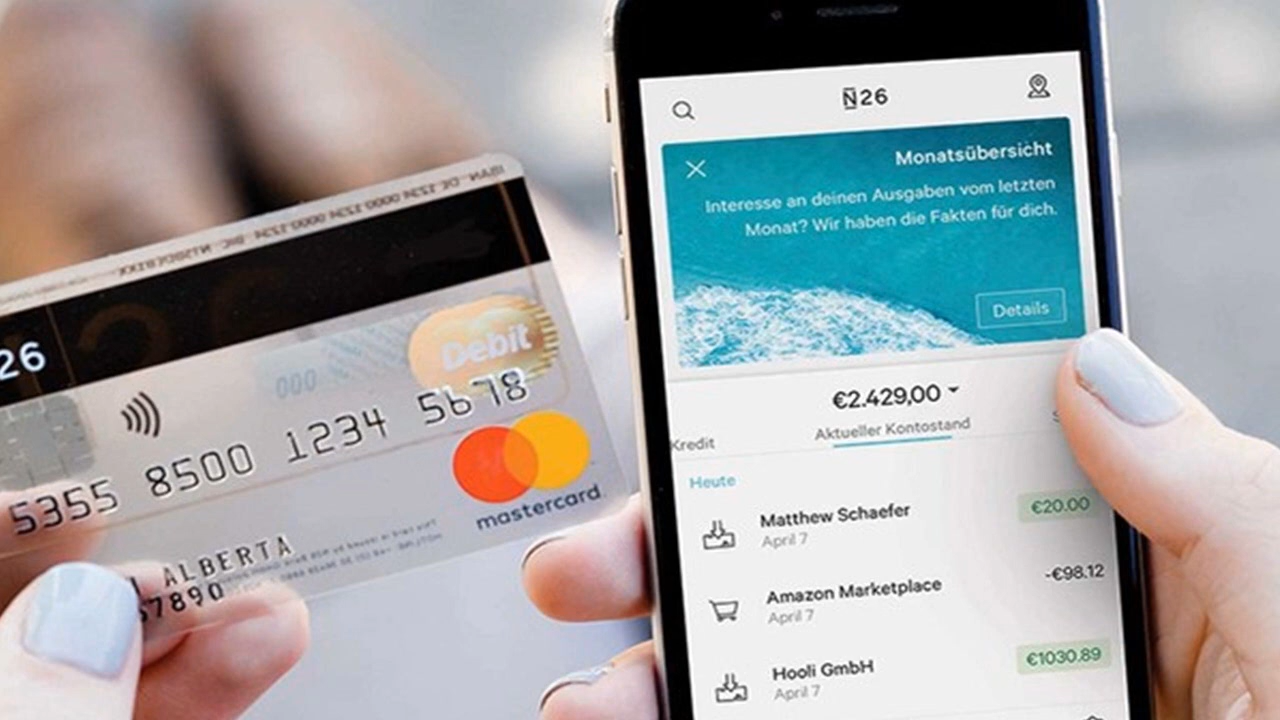 26
000
Debit
5355 8500 1234 5678
mastercard
ALBERTA
7890
N26
Monatsübersicht
Interesse an deinen Ausgaben vom letzten
Monat? Wir haben die Fakten für dich.
Details
€2.429,00
Kredit
Aktueller Kontostand
Heute
Matthew Schaefer
€20.00
April 7
Amazon Marketplace
-€98.12
April 7
Hooli GmbH
€1030.89
April 7